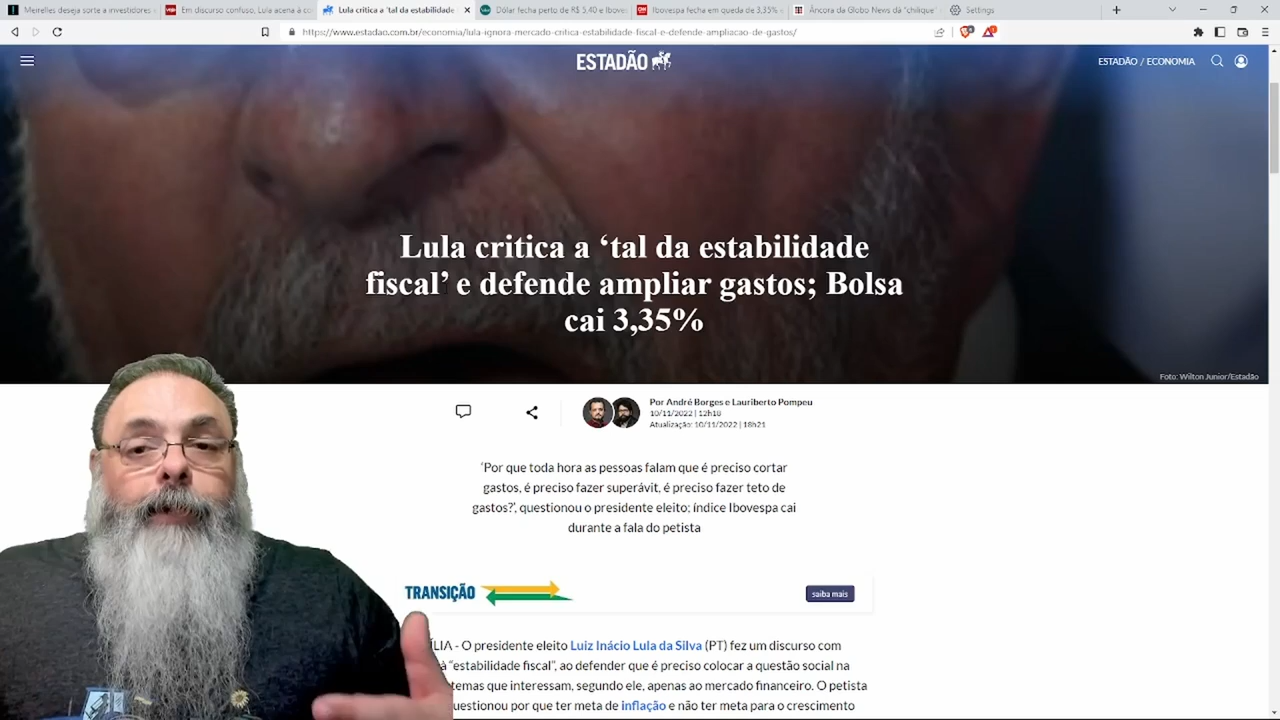 Meirelles deseja sorte a investidores
Em discurso confuso, Lula acena à co
Lula critica a 'tal da estabilidade
Dólar fecha perto de R$ 5,40 e Ibove
Ibovespa fecha em queda de 3,35%
Âncora da Globo News dá "chilique"
Settings
https://www.estadao.com.br/economia/lula-ignora-mercado-critica-estabilidade-fiscal-e-defende-ampliacao-de-gastos/
ESTADÃO
ESTADÃO / ECONOMIA
Lula critica a ‘tal da estabilidade
fiscal’ e defende ampliar gastos; Bolsa
cai 3,35%
Foto: Wilton Junior/Estadão
Por André Borges e Lauriberto Pompeu
10/11/2022 | 12h18
Atualização: 10/11/2022 | 18h21
‘Por que toda hora as pessoas falam que é preciso cortar
gastos, é preciso fazer superávit, é preciso fazer teto de
gastos?’, questionou o presidente eleito; índice Ibovespa cai
durante a fala do petista
TRANSIÇÃO
saiba mais
ÍLIA - O presidente eleito Luiz Inácio Lula da Silva (PT) fez um discurso com
à “estabilidade fiscal”, ao defender que é preciso colocar a questão social na
temas que interessam, segundo ele, apenas ao mercado financeiro. O petista
uestionou por que ter meta de inflação e não ter meta para o crescimento